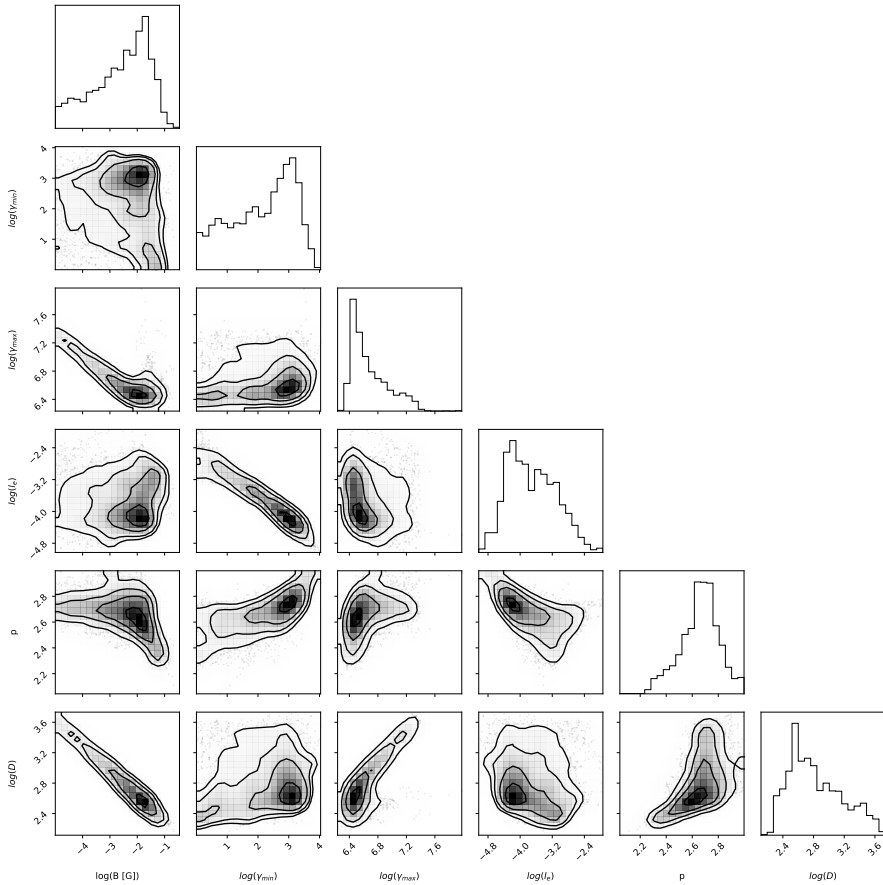 4
3
2
1
log(γmin)
7.6
7.2
6.8
6.4
log(γmax)
−2.4
−3.2
−4.0
−4.8
log(le)
2.8
2.6
2.4
2.2
p
3.6
3.2
2.8
2.4
log(D)
−4 −3 −2 −1 1 2 3 4 6.4 6.8 7.2 7.6 −4.8 −4.0 −3.2 −2.4 2.2 2.4 2.6 2.8 2.4 2.8 3.2 3.6
log(B [G]) log(γmin) log(γmax) log(le) p log(D)